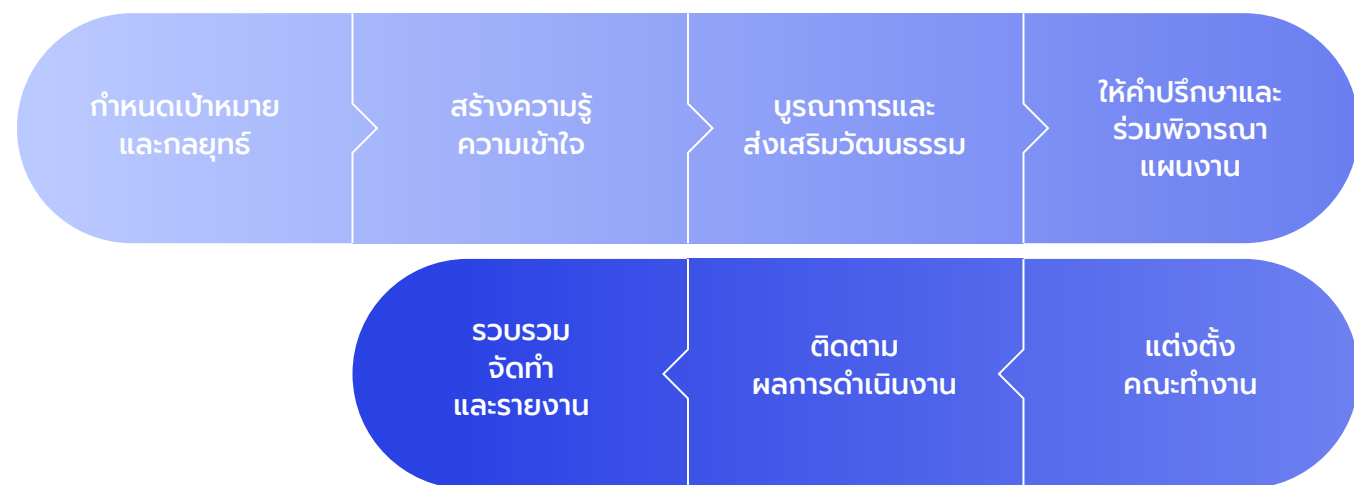 กำหนดเป้าหมาย
และกลยุทธ์
สร้างความรู้
ความเข้าใจ
บูรณาการและ
ส่งเสริมวัฒนธรรม
ให้คำปรึกษาและ
ร่วมพิจารณา
แผนงาน
แต่งตั้ง
คณะทำงาน
ติดตาม
ผลการดำเนินงาน
รวบรวม
จัดทำ
และรายงาน